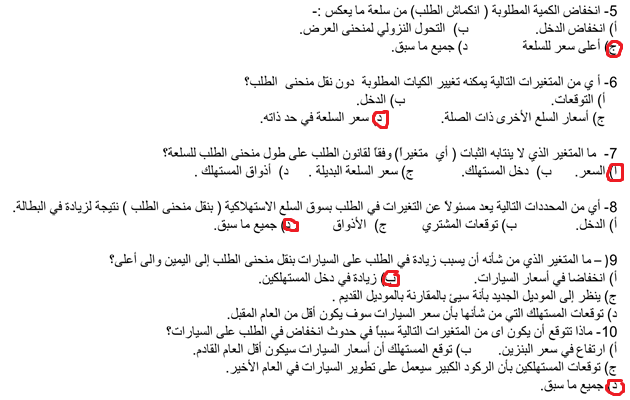 5- انخفاض الكمية المطلوبة ( انكماش الطلب) من سلعة ما يعكس :-
أ) انخفاض الدخل. ب) التحول النزولي لمنحنى العرض.
ج) أعلى سعر للسلعة د) جميع ما سبق.
6- أ ي من المتغيرات التالية يمكنه تغيير الكيات المطلوبة دون نقل منحنى الطلب؟
أ) التوقعات. ب) الدخل.
ج) أسعار السلع الأخرى ذات الصلة. د) سعر السلعة في حد ذاته.
7- ما المتغير الذي لا ينتابه الثبات ( أي متغيراً) وفقاً لقانون الطلب على طول منحنى الطلب للسعلة؟
أ) السعر. ب) دخل المستهلك. ج) سعر السلعة البديلة . د) أذواق المستهلك .
8- أي من المحددات التالية يعد مسئولاً عن التغيرات في الطلب بسوق السلع الاستهلاكية ( بنقل منحنى الطلب ) نتيجة لزيادة في البطالة.
أ) الدخل. ب) توقعات المشتري ج) الأذواق د) جميع ما سبق.
9( – ما المتغير الذي من شأنه أن يسبب زيادة في الطلب على السيارات بنقل منحنى الطلب إلى اليمين والى أعلى؟
أ) انخفاضا في أسعار السيارات. ب) زيادة في دخل المستهلكين.
ج) ينظر إلى الموديل الجديد بأنة سيئ بالمقارنة بالموديل القديم .
د) توقعات المستهلك التي من شأنها بأن سعر السيارات سوف يكون أقل من العام المقبل.
10- ماذا تتوقع أن يكون اى من المتغيرات التالية سبباً في حدوث انخفاض في الطلب على السيارات؟
أ) ارتفاع في سعر البنزين. ب) توقع المستهلك أن أسعار السيارات سيكون أقل العام القادم.
ج) توقعات المستهلكين بأن الركود الكبير سيعمل على تطوير السيارات في العام الأخير.
د) جميع ما سبق.